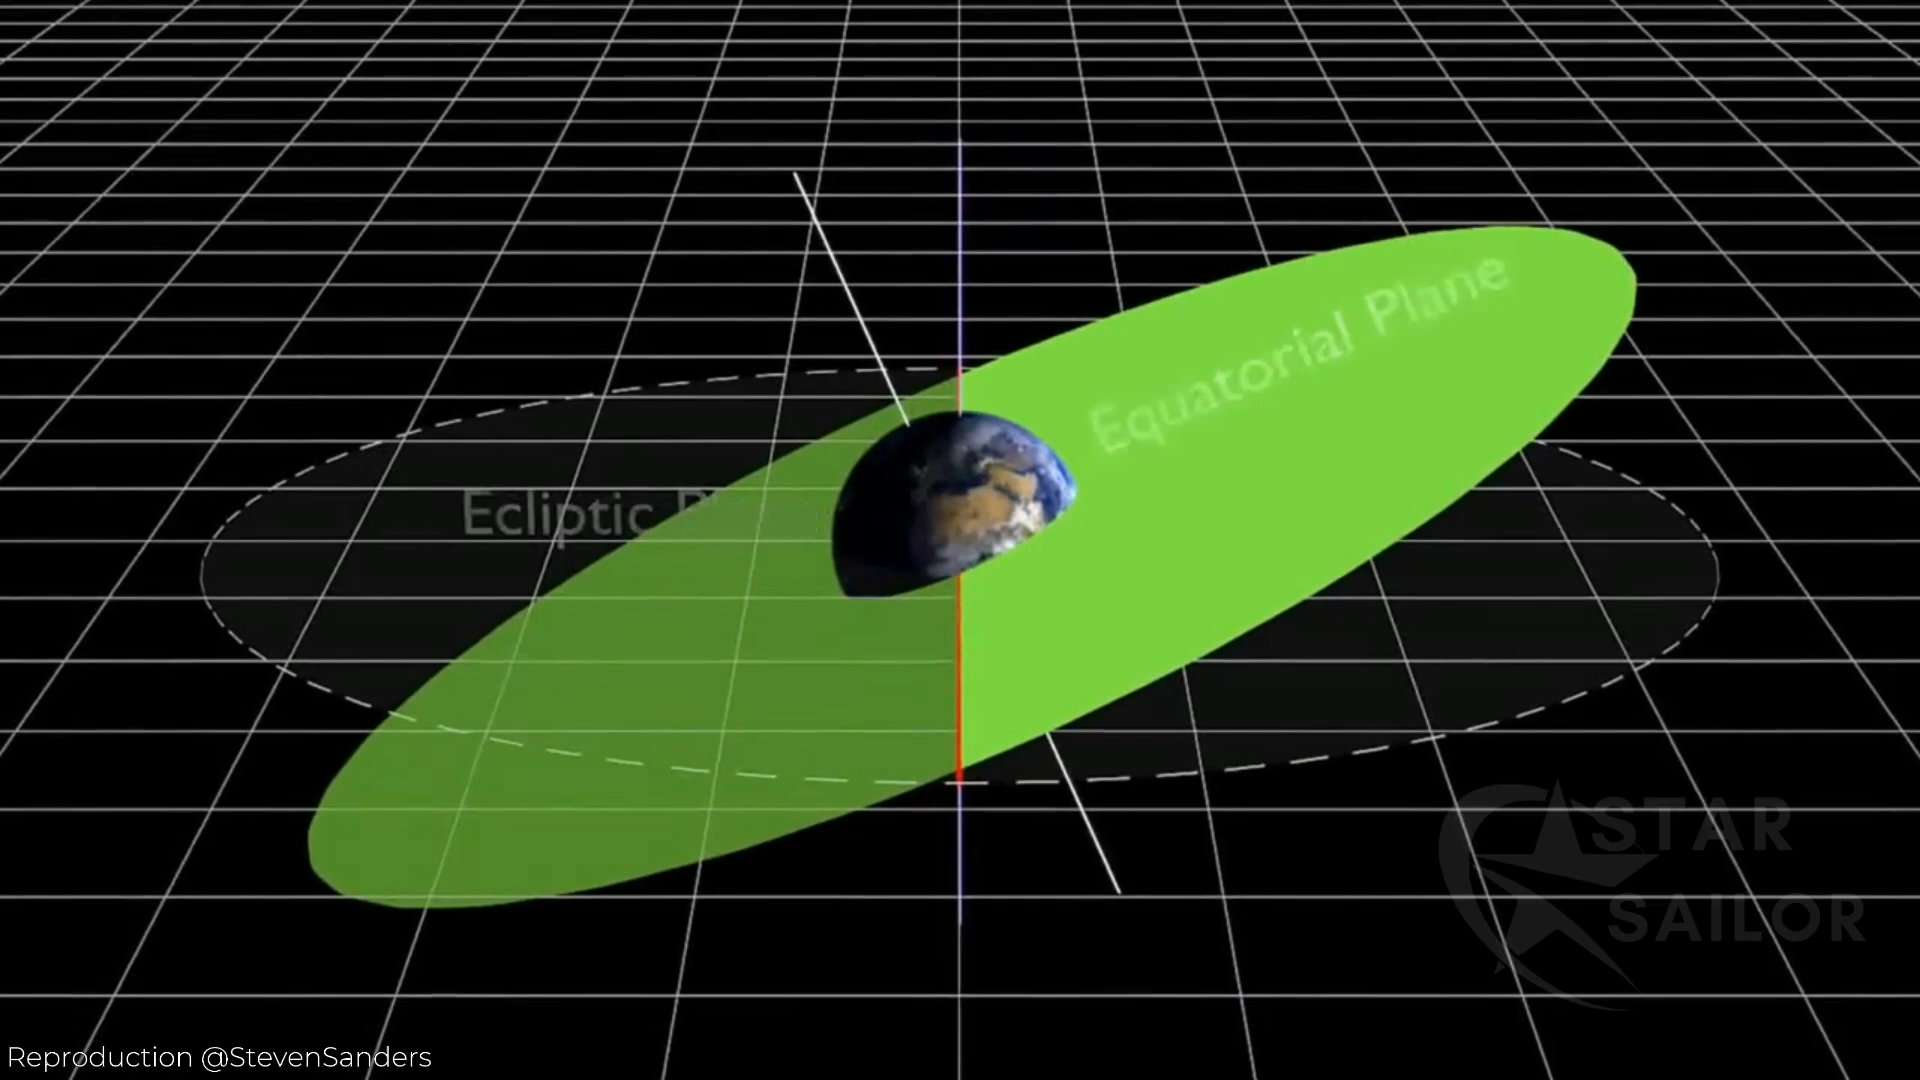 Equatorial Plane
Ecliptic
STAR
SAILOR
Reproduction @StevenSanders